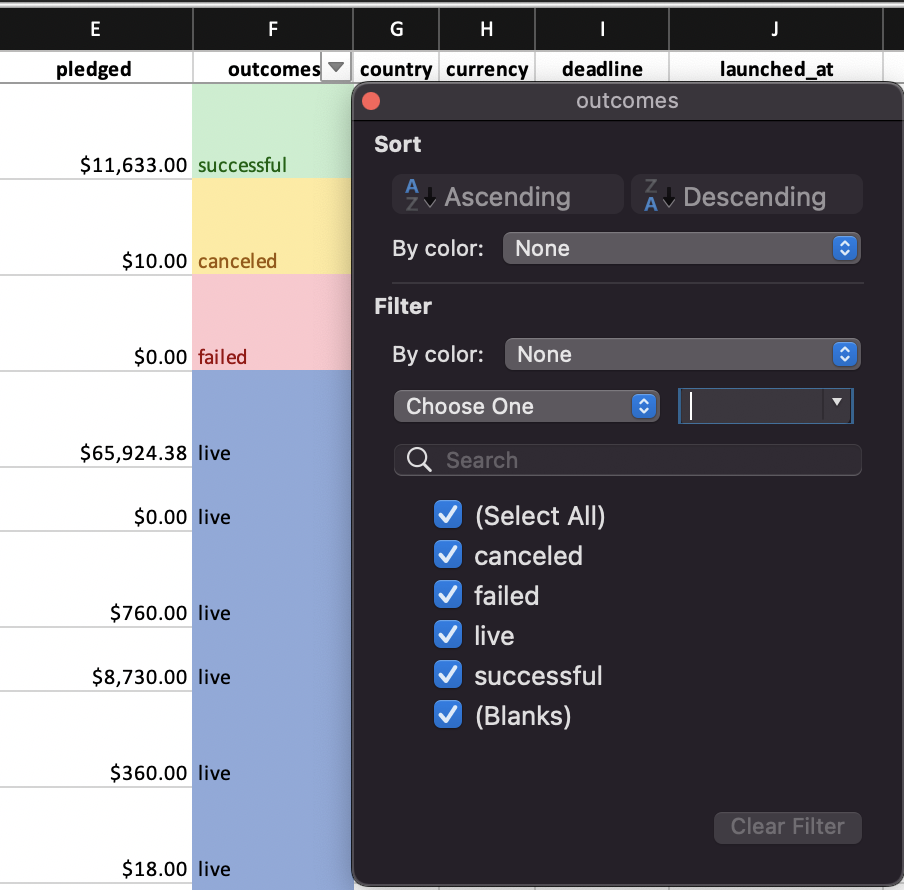 E F G H I J
pledged outcomes country currency deadline launched_at
outcomes
Sort
$11,633.00 successful
A Z Ascending Z A Descending
By color: None
$10.00 canceled
Filter
By color: None
$0.00 failed
Choose One
$65,924.38 live
Search
$0.00 live
(Select All)
canceled
failed
$760.00 live
live
$8,730.00 live
successful
(Blanks)
$360.00 live
Clear Filter
$18.00 live